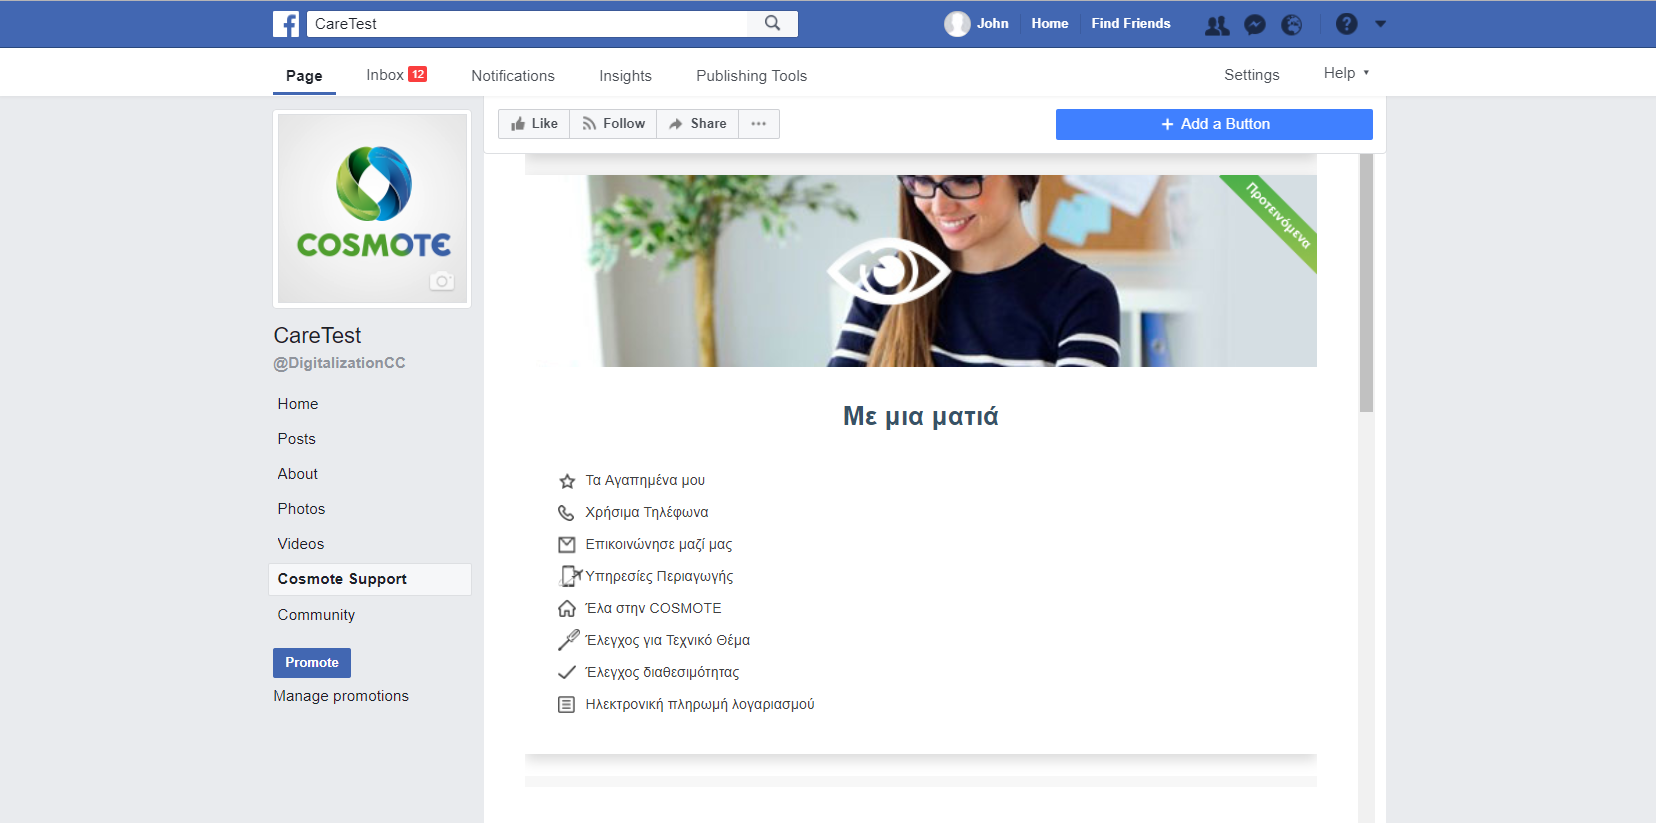 CareTest
John
Home
Find Friends
Page
Inbox 12
Notifications
Insights
Publishing Tools
Settings
Help
COSMOTE
CareTest
@DigitalizationCC
Home
Posts
About
Photos
Videos
Cosmote Support
Community
Promote
Manage promotions
Like
Follow
Share
+ Add a Button
Προτεινόμενα
Με μια ματιά
Τα Αγαπημένα μου
Χρήσιμα Τηλέφωνα
Επικοινώνησε μαζί μας
Υπηρεσίες Περιαγωγής
Έλα στην COSMOTE
Έλεγχος για Τεχνικό Θέμα
Έλεγχος διαθεσιμότητας
Ηλεκτρονική πληρωμή λογαριασμού